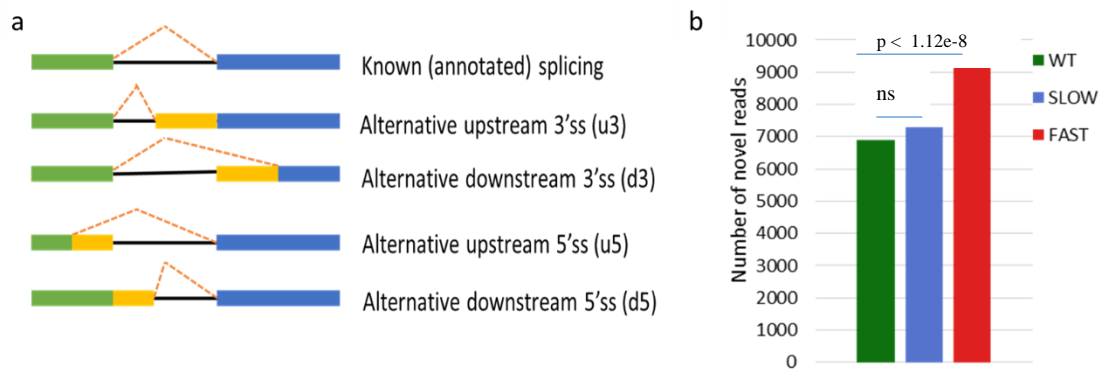 a
Known (annotated) splicing
Alternative upstream 3'ss (u3)
Alternative downstream 3'ss (d3)
Alternative upstream 5'ss (u5)
Alternative downstream 5'ss (d5)
b
Number of novel reads
10000
9000
8000
7000
6000
5000
4000
3000
2000
1000
0
p < 1.12e-8
ns
WT
SLOW
FAST